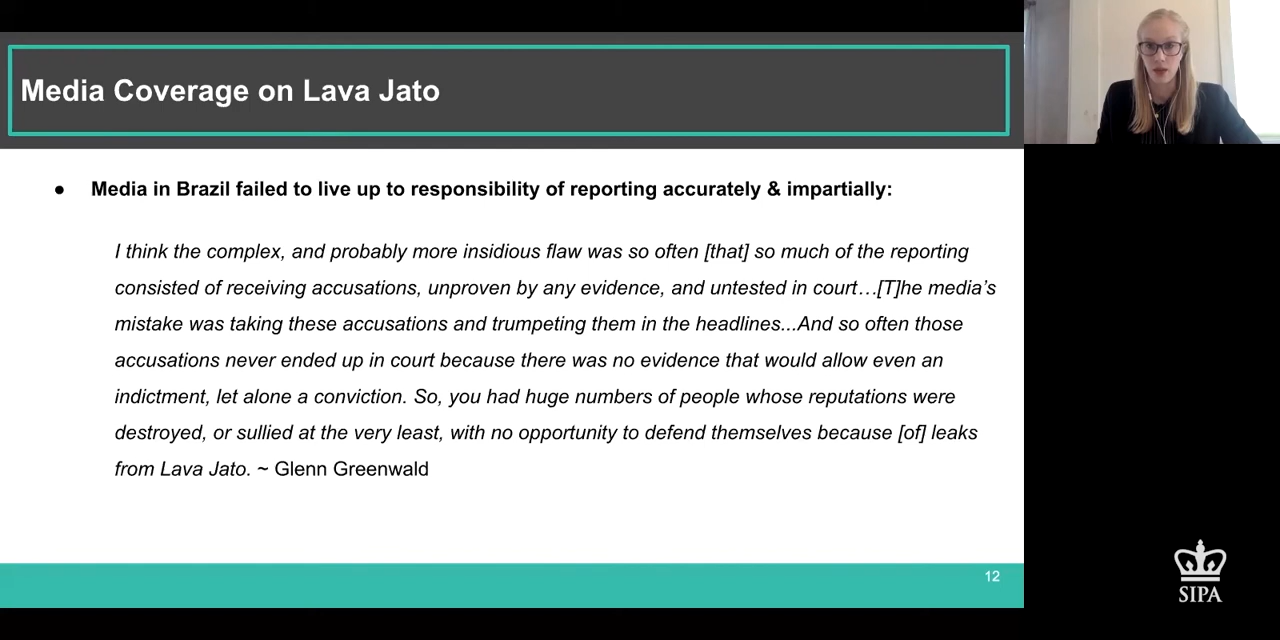 Media Coverage on Lava Jato
● Media in Brazil failed to live up to responsibility of reporting accurately & impartially:
I think the complex, and probably more insidious flaw was so often [that] so much of the reporting
consisted of receiving accusations, unproven by any evidence, and untested in court…[T]he media’s
mistake was taking these accusations and trumpeting them in the headlines...And so often those
accusations never ended up in court because there was no evidence that would allow even an
indictment, let alone a conviction. So, you had huge numbers of people whose reputations were
destroyed, or sullied at the very least, with no opportunity to defend themselves because [of] leaks
from Lava Jato. ~ Glenn Greenwald
12
SIPA